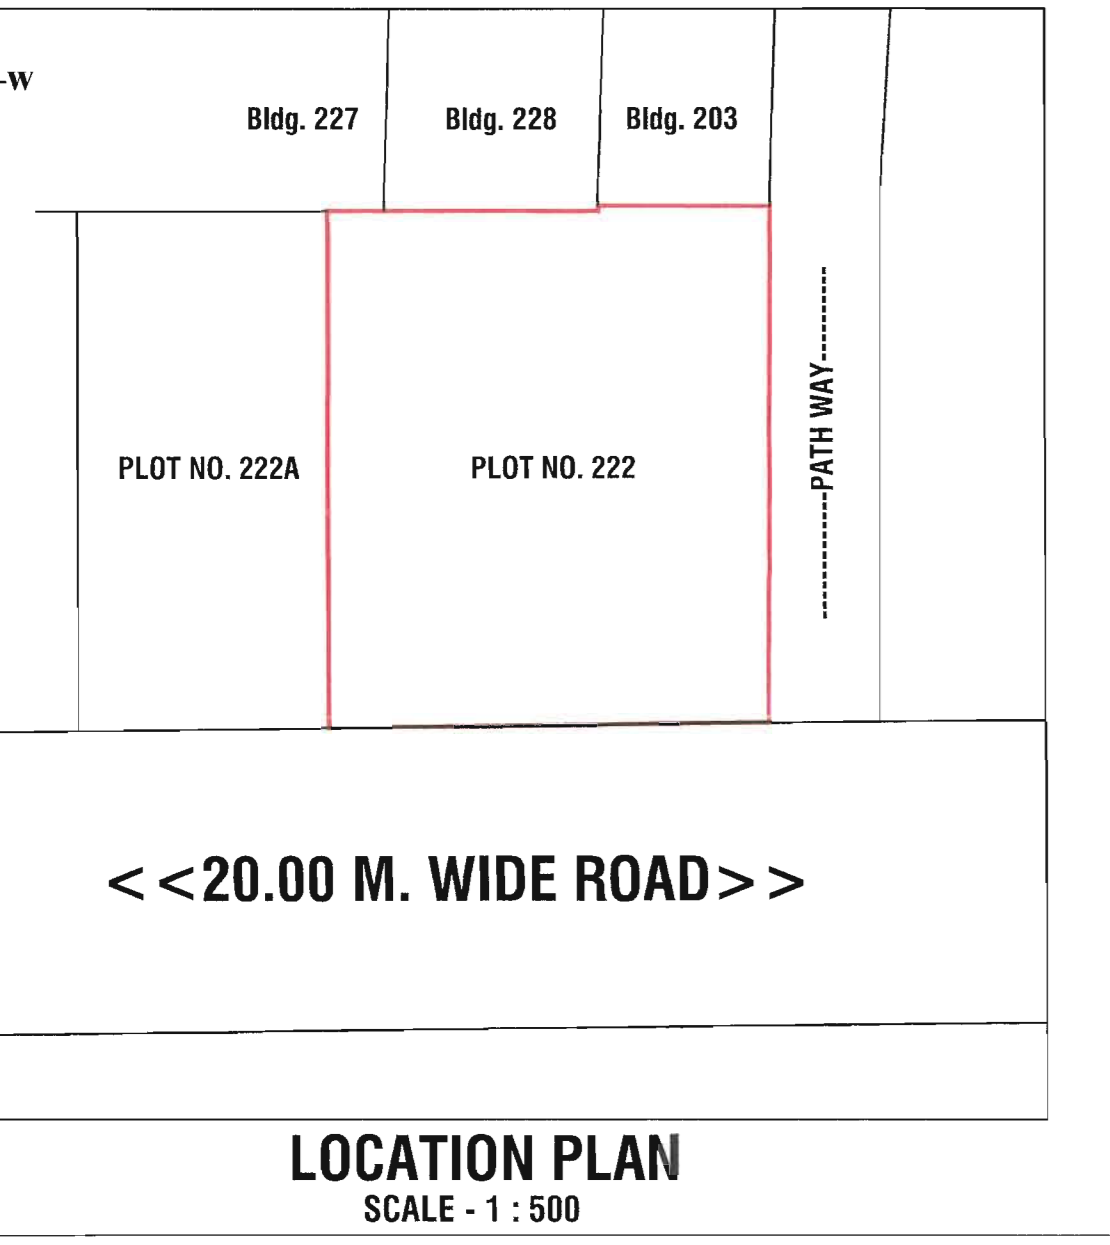 -W
Bldg. 227
Bldg. 228
Bldg. 203
PLOT NO. 222A
PLOT NO. 222
----------PATH WAY----------
<<20.00 M. WIDE ROAD>>
LOCATION PLAN
SCALE - 1 : 500